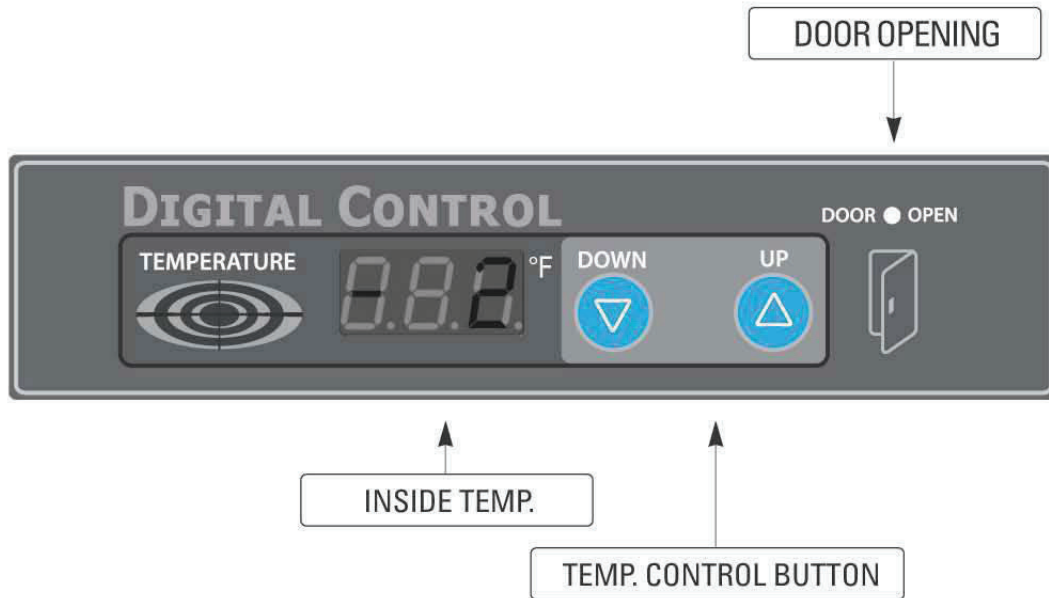 DOOR OPENING
DIGITAL CONTROL
DOOR OPEN
TEMPERATURE
- 2 °F
DOWN
UP
INSIDE TEMP.
TEMP. CONTROL BUTTON